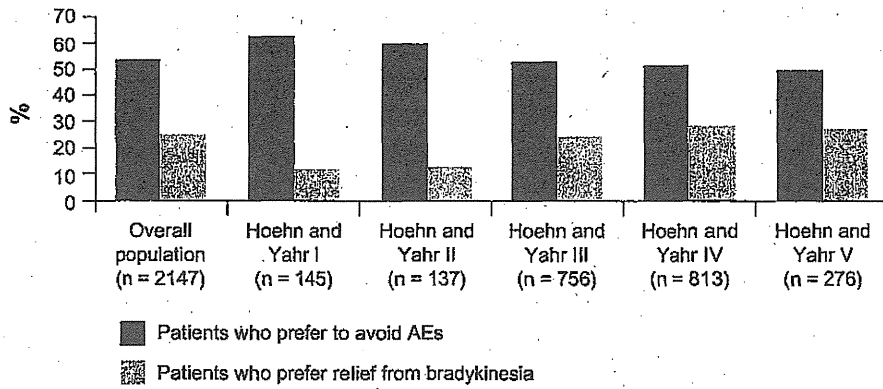 70
60
50
40
30
20
10
0
%
Overall population (n = 2147)
Hoehn and Yahr I (n = 145)
Hoehn and Yahr II (n = 137)
Hoehn and Yahr III (n = 756)
Hoehn and Yahr IV (n = 813)
Hoehn and Yahr V (n = 276)
Patients who prefer to avoid AEs
Patients who prefer relief from bradykinesia